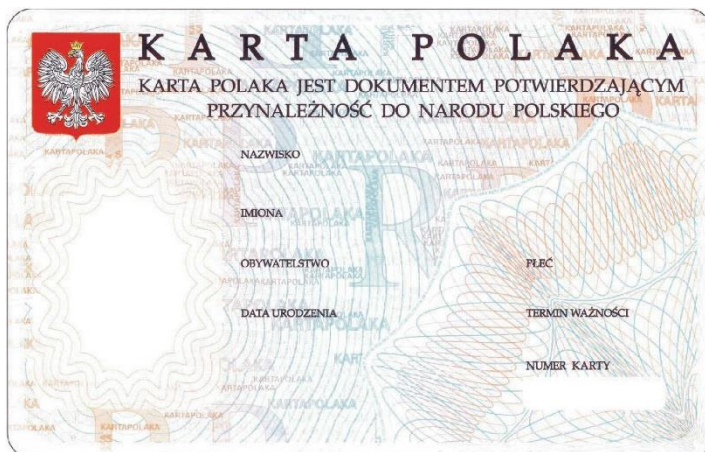 KARTA POLAKA
KARTA POLAKA JEST DOKUMENTEM POTWIERDZAJĄCYM
PRZYNALEŻNOŚĆ DO NARODU POLSKIEGO
NAZWISKO
IMIONA
OBYWATELSTWO
PŁEĆ
DATA URODZENIA
TERMIN WAŻNOŚCI
NUMER KARTY